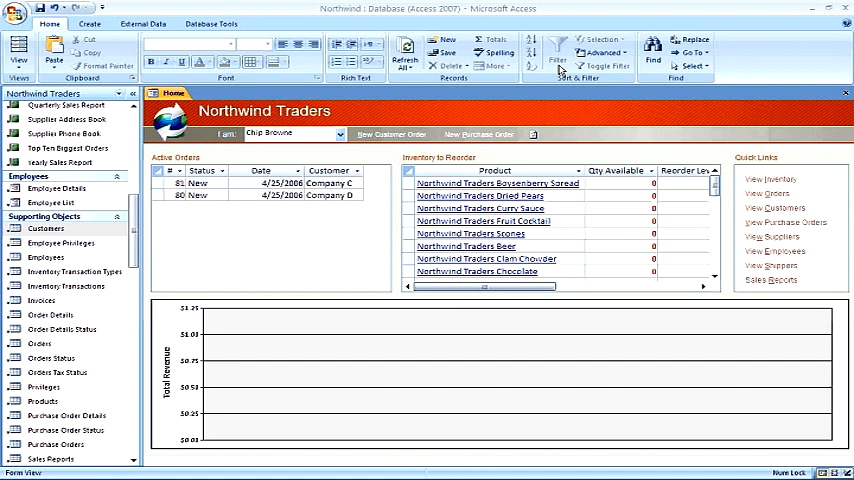 Northwind : Database (Access 2007) - Microsoft Access
Home Create External Data Database Tools
View
Views
Paste
Cut
Copy
Format Painter
Clipboard
B I U
Font
Rich Text
Refresh
All
New
Save
Delete
Totals
Spelling
More
Records
Filter
Selection
Advanced
Toggle Filter
Sort & Filter
Find
Replace
Go To
Select
Find
Northwind Traders
Quarterly Sales Report
Supplier Address Book
Supplier Phone Book
Top Ten Biggest Orders
Yearly Sales Report
Employees
Employee Details
Employee List
Supporting Objects
Customers
Employee Privileges
Employees
Inventory Transaction Types
Inventory Transactions
Invoices
Order Details
Order Details Status
Orders
Orders Status
Orders Tax Status
Privileges
Products
Purchase Order Details
Purchase Order Status
Purchase Orders
Sales Reports
Home
Northwind Traders
I am: Chip Browne New Customer Order New Purchase Order
Active Orders
# Status Date Customer
81 New 4/25/2006 Company C
80 New 4/25/2006 Company D
Inventory to Reorder
Product Qty Available Reorder Lev
Northwind Traders Boysenberry Spread 0
Northwind Traders Dried Pears 0
Northwind Traders Curry Sauce 0
Northwind Traders Fruit Cocktail 0
Northwind Traders Scones 0
Northwind Traders Beer 0
Northwind Traders Clam Chowder 0
Northwind Traders Chocolate 0
Quick Links
View Inventory
View Orders
View Customers
View Purchase Orders
View Suppliers
View Employees
View Shippers
Sales Reports
Total Revenue
$1.25
$1.00
$0.75
$0.50
$0.25
$0.00
Form View
Num Lock